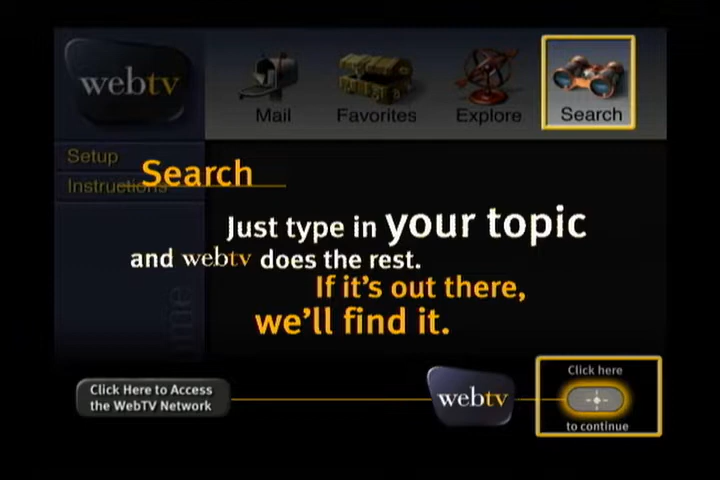 webtv
Mail
Favorites
Explore
Search
Setup
Instructions
Search
Just type in your topic
and webtv does the rest.
If it's out there,
we'll find it.
Click Here to Access
the WebTV Network
webtv
Click here
to continue